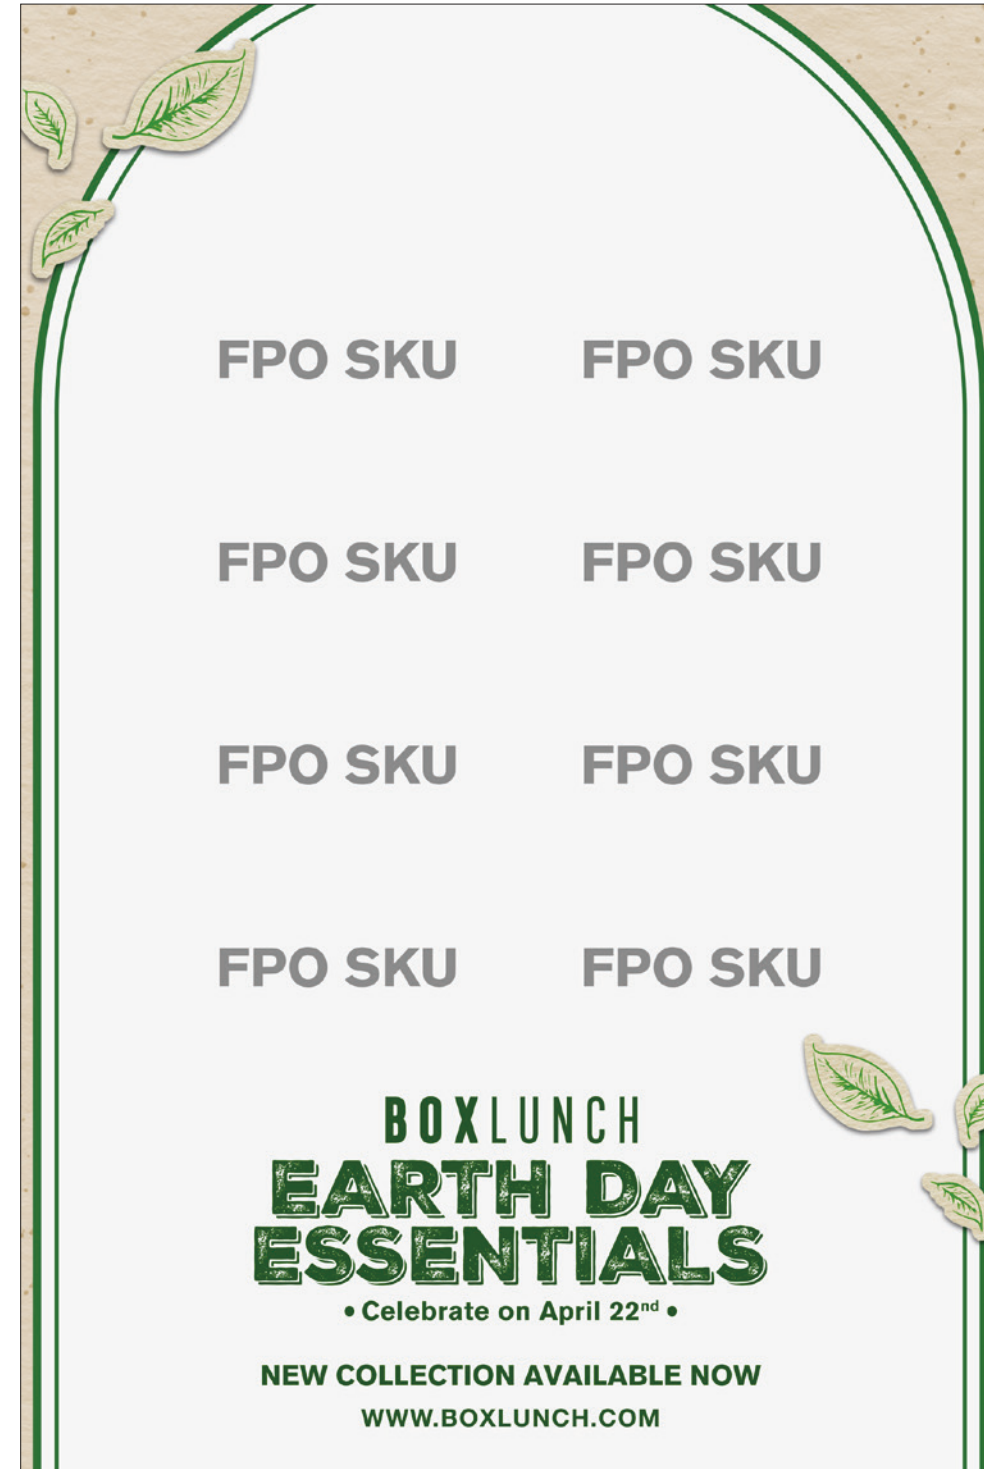 FPO SKU FPO SKU
FPO SKU FPO SKU
FPO SKU FPO SKU
FPO SKU FPO SKU
BOXLUNCH
EARTH DAY
ESSENTIALS
• Celebrate on April 22nd •
NEW COLLECTION AVAILABLE NOW
WWW.BOXLUNCH.COM